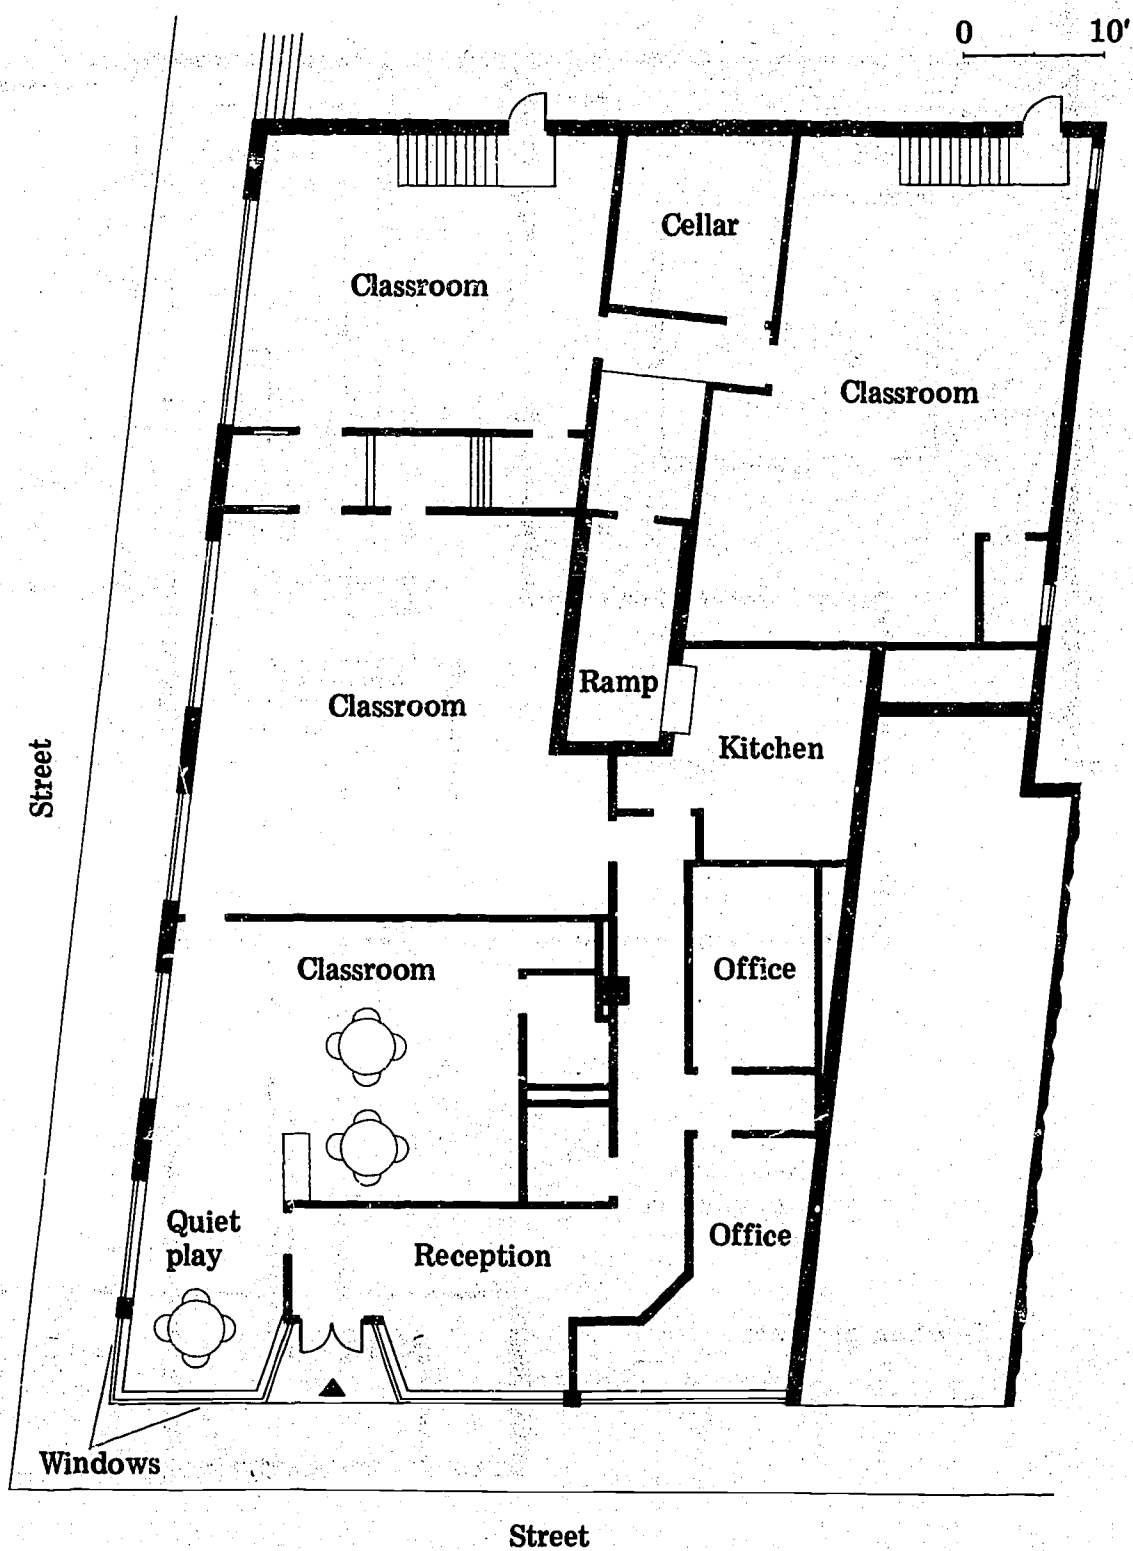 0 10'
Cellar
Classroom
Classroom
Ramp
Classroom
Kitchen
Street
Classroom
Office
Quiet
play
Reception
Office
Windows
Street